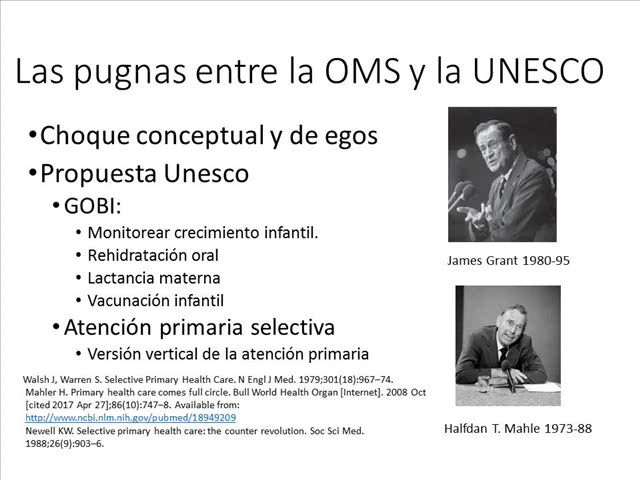 Las pugnas entre la OMS y la UNESCO
•Choque conceptual y de egos
•Propuesta Unesco
•GOBI:
• Monitorear crecimiento infantil.
• Rehidratación oral
• Lactancia materna
• Vacunación infantil
•Atención primaria selectiva
• Versión vertical de la atención primaria
James Grant 1980-95
Halfdan T. Mahle 1973-88
Walsh J, Warren S. Selective Primary Health Care. N Engl J Med. 1979;301(18):967–74.
Mahler H. Primary health care comes full circle. Bull World Health Organ [Internet]. 2008 Oct
[cited 2017 Apr 27];86(10):747–8. Available from:
http://www.ncbi.nlm.nih.gov/pubmed/18949209
Newell KW. Selective primary health care: the counter revolution. Soc Sci Med.
1988;26(9):903–6.